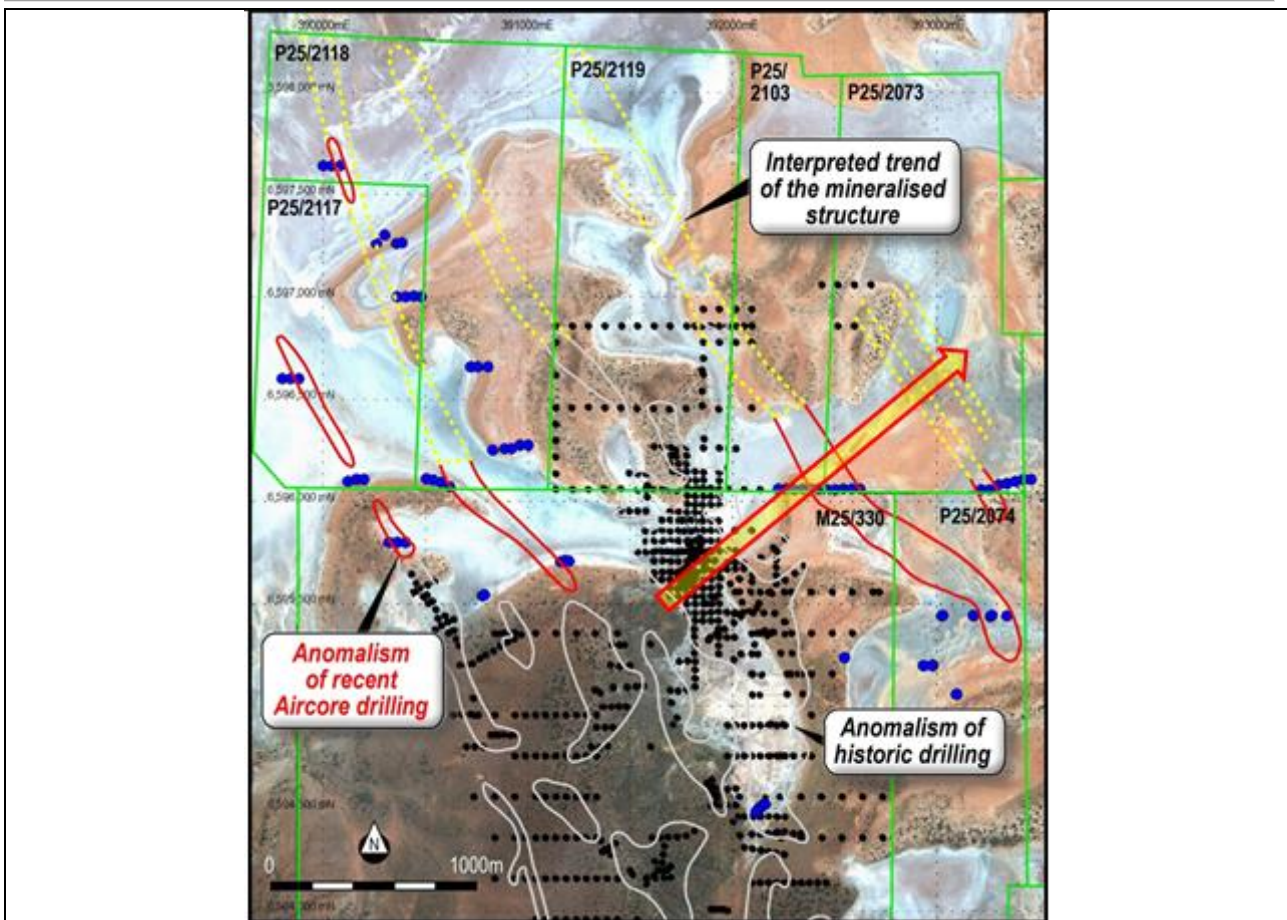 390000mE
391000mE
392000mE
393000mE
P25/2118
P25/2119
P25/
2103
P25/2073
Interpreted trend
of the mineralised
structure
6,597,500 mN
P25/2117
6,597,000 mN
6,596,500 mN
6,596,000 mN
M25/330
P25/2074
6,595,500 mN
Anomalism
of recent
Aircore drilling
Anomalism of
historic drilling
N
0
1000m